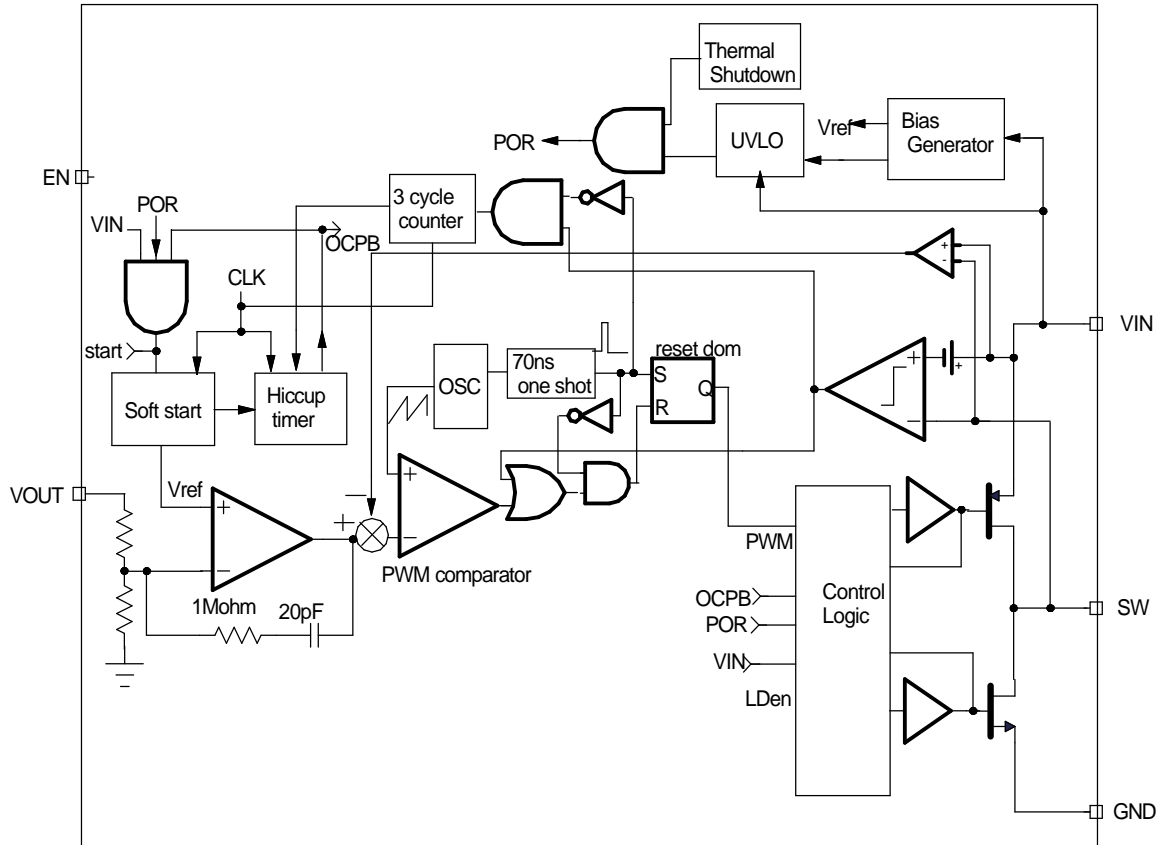 Thermal
Shutdown
POR
UVLO
Vref
Bias
Generator
EN
VIN
POR
3 cycle
counter
OCPB
CLK
+
-
VIN
start
Soft start
Hiccup
timer
OSC
70ns
one shot
reset dom
S
Q
R
+
−
+
VOUT
Vref
+
−
−
+
+
−
PWM comparator
1Mohm
20pF
PWM
OCPB
POR
VIN
LDen
Control
Logic
SW
GND